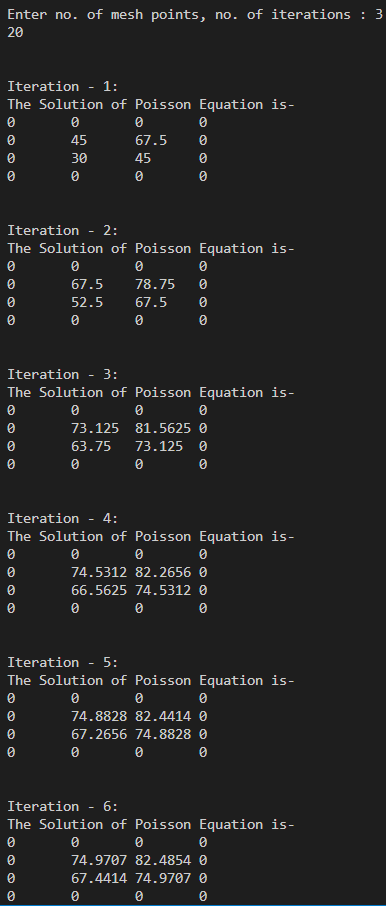 Enter no. of mesh points, no. of iterations : 3
20
Iteration - 1:
The Solution of Poisson Equation is-
0 0 0 0
0 45 67.5 0
0 30 45 0
0 0 0 0
Iteration - 2:
The Solution of Poisson Equation is-
0 0 0 0
0 67.5 78.75 0
0 52.5 67.5 0
0 0 0 0
Iteration - 3:
The Solution of Poisson Equation is-
0 0 0 0
0 73.125 81.5625 0
0 63.75 73.125 0
0 0 0 0
Iteration - 4:
The Solution of Poisson Equation is-
0 0 0 0
0 74.5312 82.2656 0
0 66.5625 74.5312 0
0 0 0 0
Iteration - 5:
The Solution of Poisson Equation is-
0 0 0 0
0 74.8828 82.4414 0
0 67.2656 74.8828 0
0 0 0 0
Iteration - 6:
The Solution of Poisson Equation is-
0 0 0 0
0 74.9707 82.4854 0
0 67.4414 74.9707 0
0 0 0 0